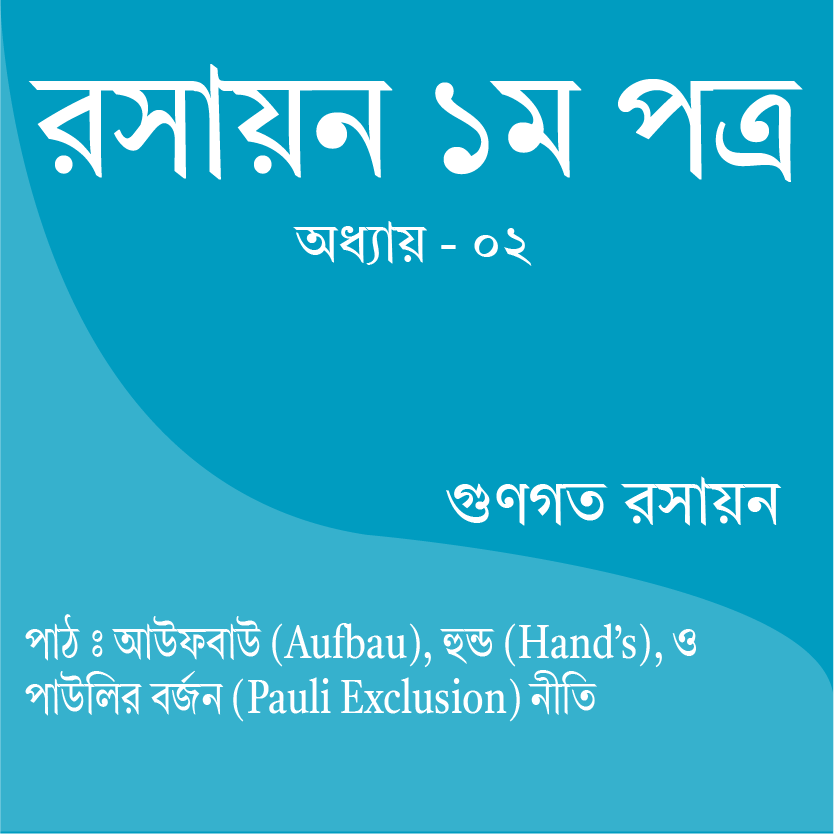 রসায়ন ১ম পত্র
অধ্যায় - ০২
গুণগত রসায়ন
পাঠ ঃ আউফবাউ (Aufbau), হুন্ড (Hand’s), ও
পাউলির বর্জন (Pauli Exclusion) নীতি